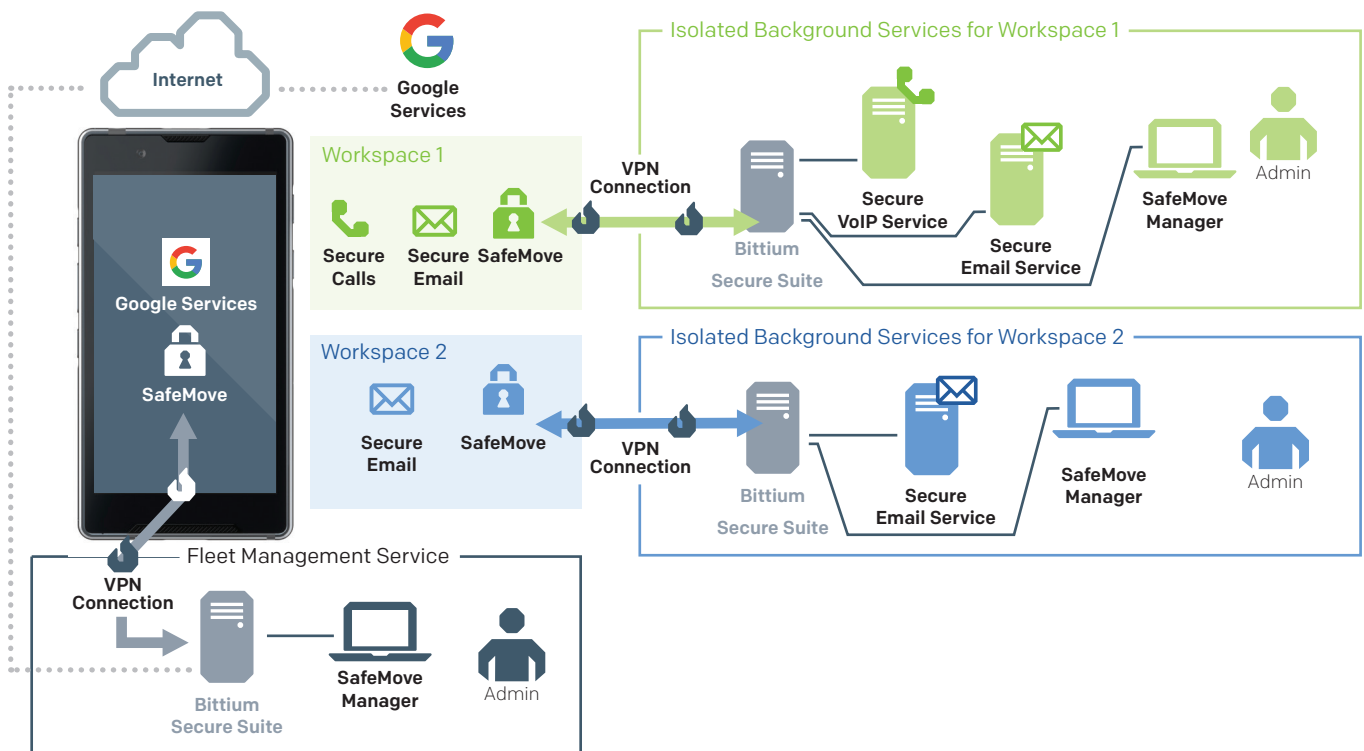 Internet
Google
Services
Google Services
SafeMove
Workspace 1
Secure
Calls
Secure
Email
SafeMove
VPN
Connection
Isolated Background Services for Workspace 1
Bittium
Secure Suite
Secure
VoIP Service
Secure
Email Service
SafeMove
Manager
Admin
Workspace 2
Secure
Email
SafeMove
VPN
Connection
Isolated Background Services for Workspace 2
Bittium
Secure Suite
Secure
Email Service
SafeMove
Manager
Admin
Fleet Management Service
VPN
Connection
Bittium
Secure Suite
SafeMove
Manager
Admin